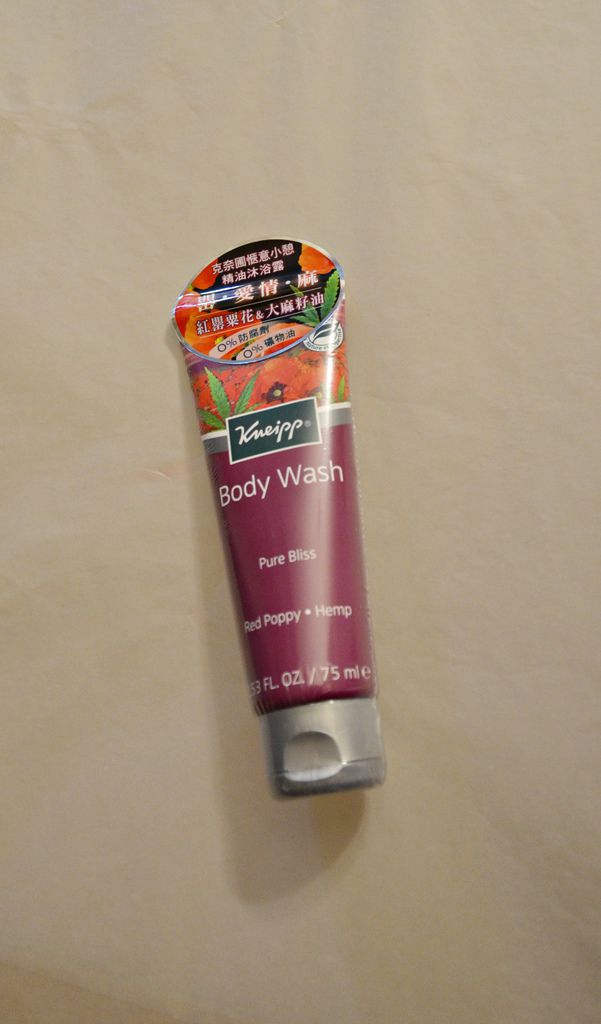 克奈圃愜意小憩
精油沐浴露
罌·愛情·麻
紅罌粟花&大麻籽油
0%防腐劑
0%礦物油
Kneipp®
Body Wash
Pure Bliss
Red Poppy • Hemp
53 FL. OZ. / 75 ml ℮